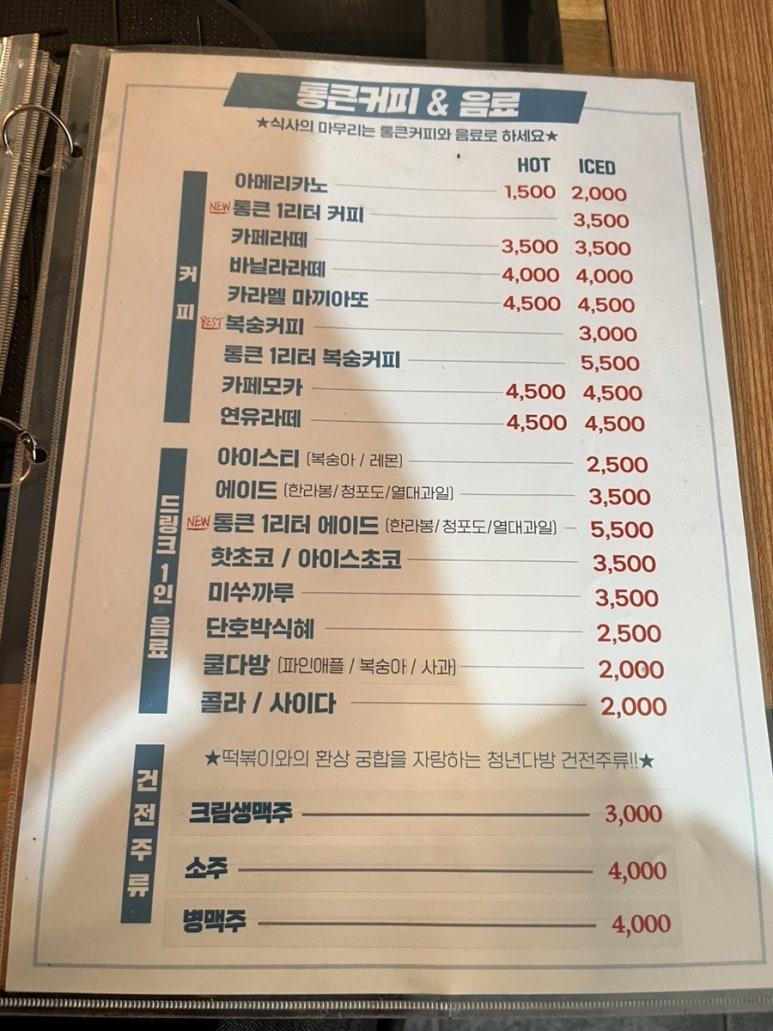 통큰커피 & 음료
★식사의 마무리는 통큰커피와 음료로 하세요★
HOT ICED
커피
아메리카노 1,500 2,000
NEW 통큰 1리터 커피 3,500
카페라떼 3,500 3,500
바닐라라떼 4,000 4,000
카라멜 마끼아또 4,500 4,500
BEST 복숭커피 3,000
통큰 1리터 복숭커피 5,500
카페모카 4,500 4,500
연유라떼 4,500 4,500
드링크 1인 음료
아이스티 (복숭아 / 레몬) 2,500
에이드 (한라봉/청포도/열대과일) 3,500
NEW 통큰 1리터 에이드 (한라봉/청포도/열대과일) 5,500
핫초코 / 아이스초코 3,500
미쑤까루 3,500
단호박식혜 2,500
쿨다방 (파인애플 / 복숭아 / 사과) 2,000
콜라 / 사이다 2,000
건전주류
★떡볶이와의 환상 궁합을 자랑하는 청년다방 건전주류!!★
크림생맥주 3,000
소주 4,000
병맥주 4,000